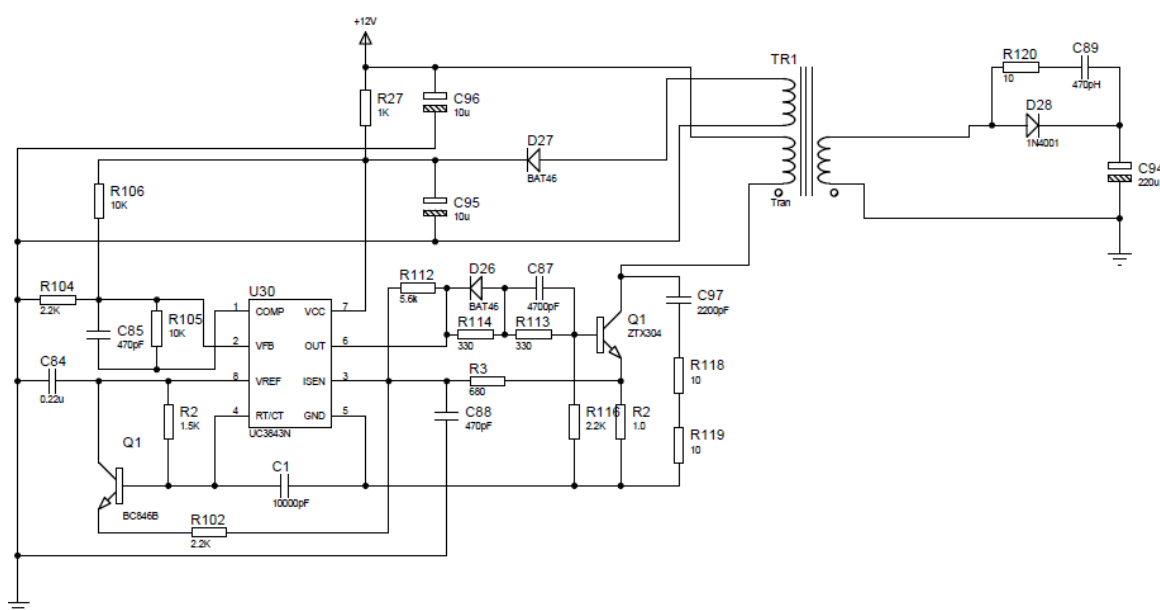 +12V
TR1
R120
10
C89
470pH
D28
1N4001
C94
220u
R27
1K
C96
10u
D27
BAT46
C95
10u
R106
10K
Tran
R104
2.2K
C85
470pF
R105
10K
U30
1 COMP VCC 7
2 VFB OUT 6
8 VREF ISEN 3
4 RT/CT GND 5
UC3843N
R112
5.6k
D26
BAT46
C87
4700pF
R114
330
R113
330
Q1
ZTX304
C97
2200pF
R118
10
R119
10
C84
0.22u
R2
1.5K
R3
680
C88
470pF
R116
2.2K
R2
1.0
Q1
BC846B
C1
10000pF
R102
2.2K